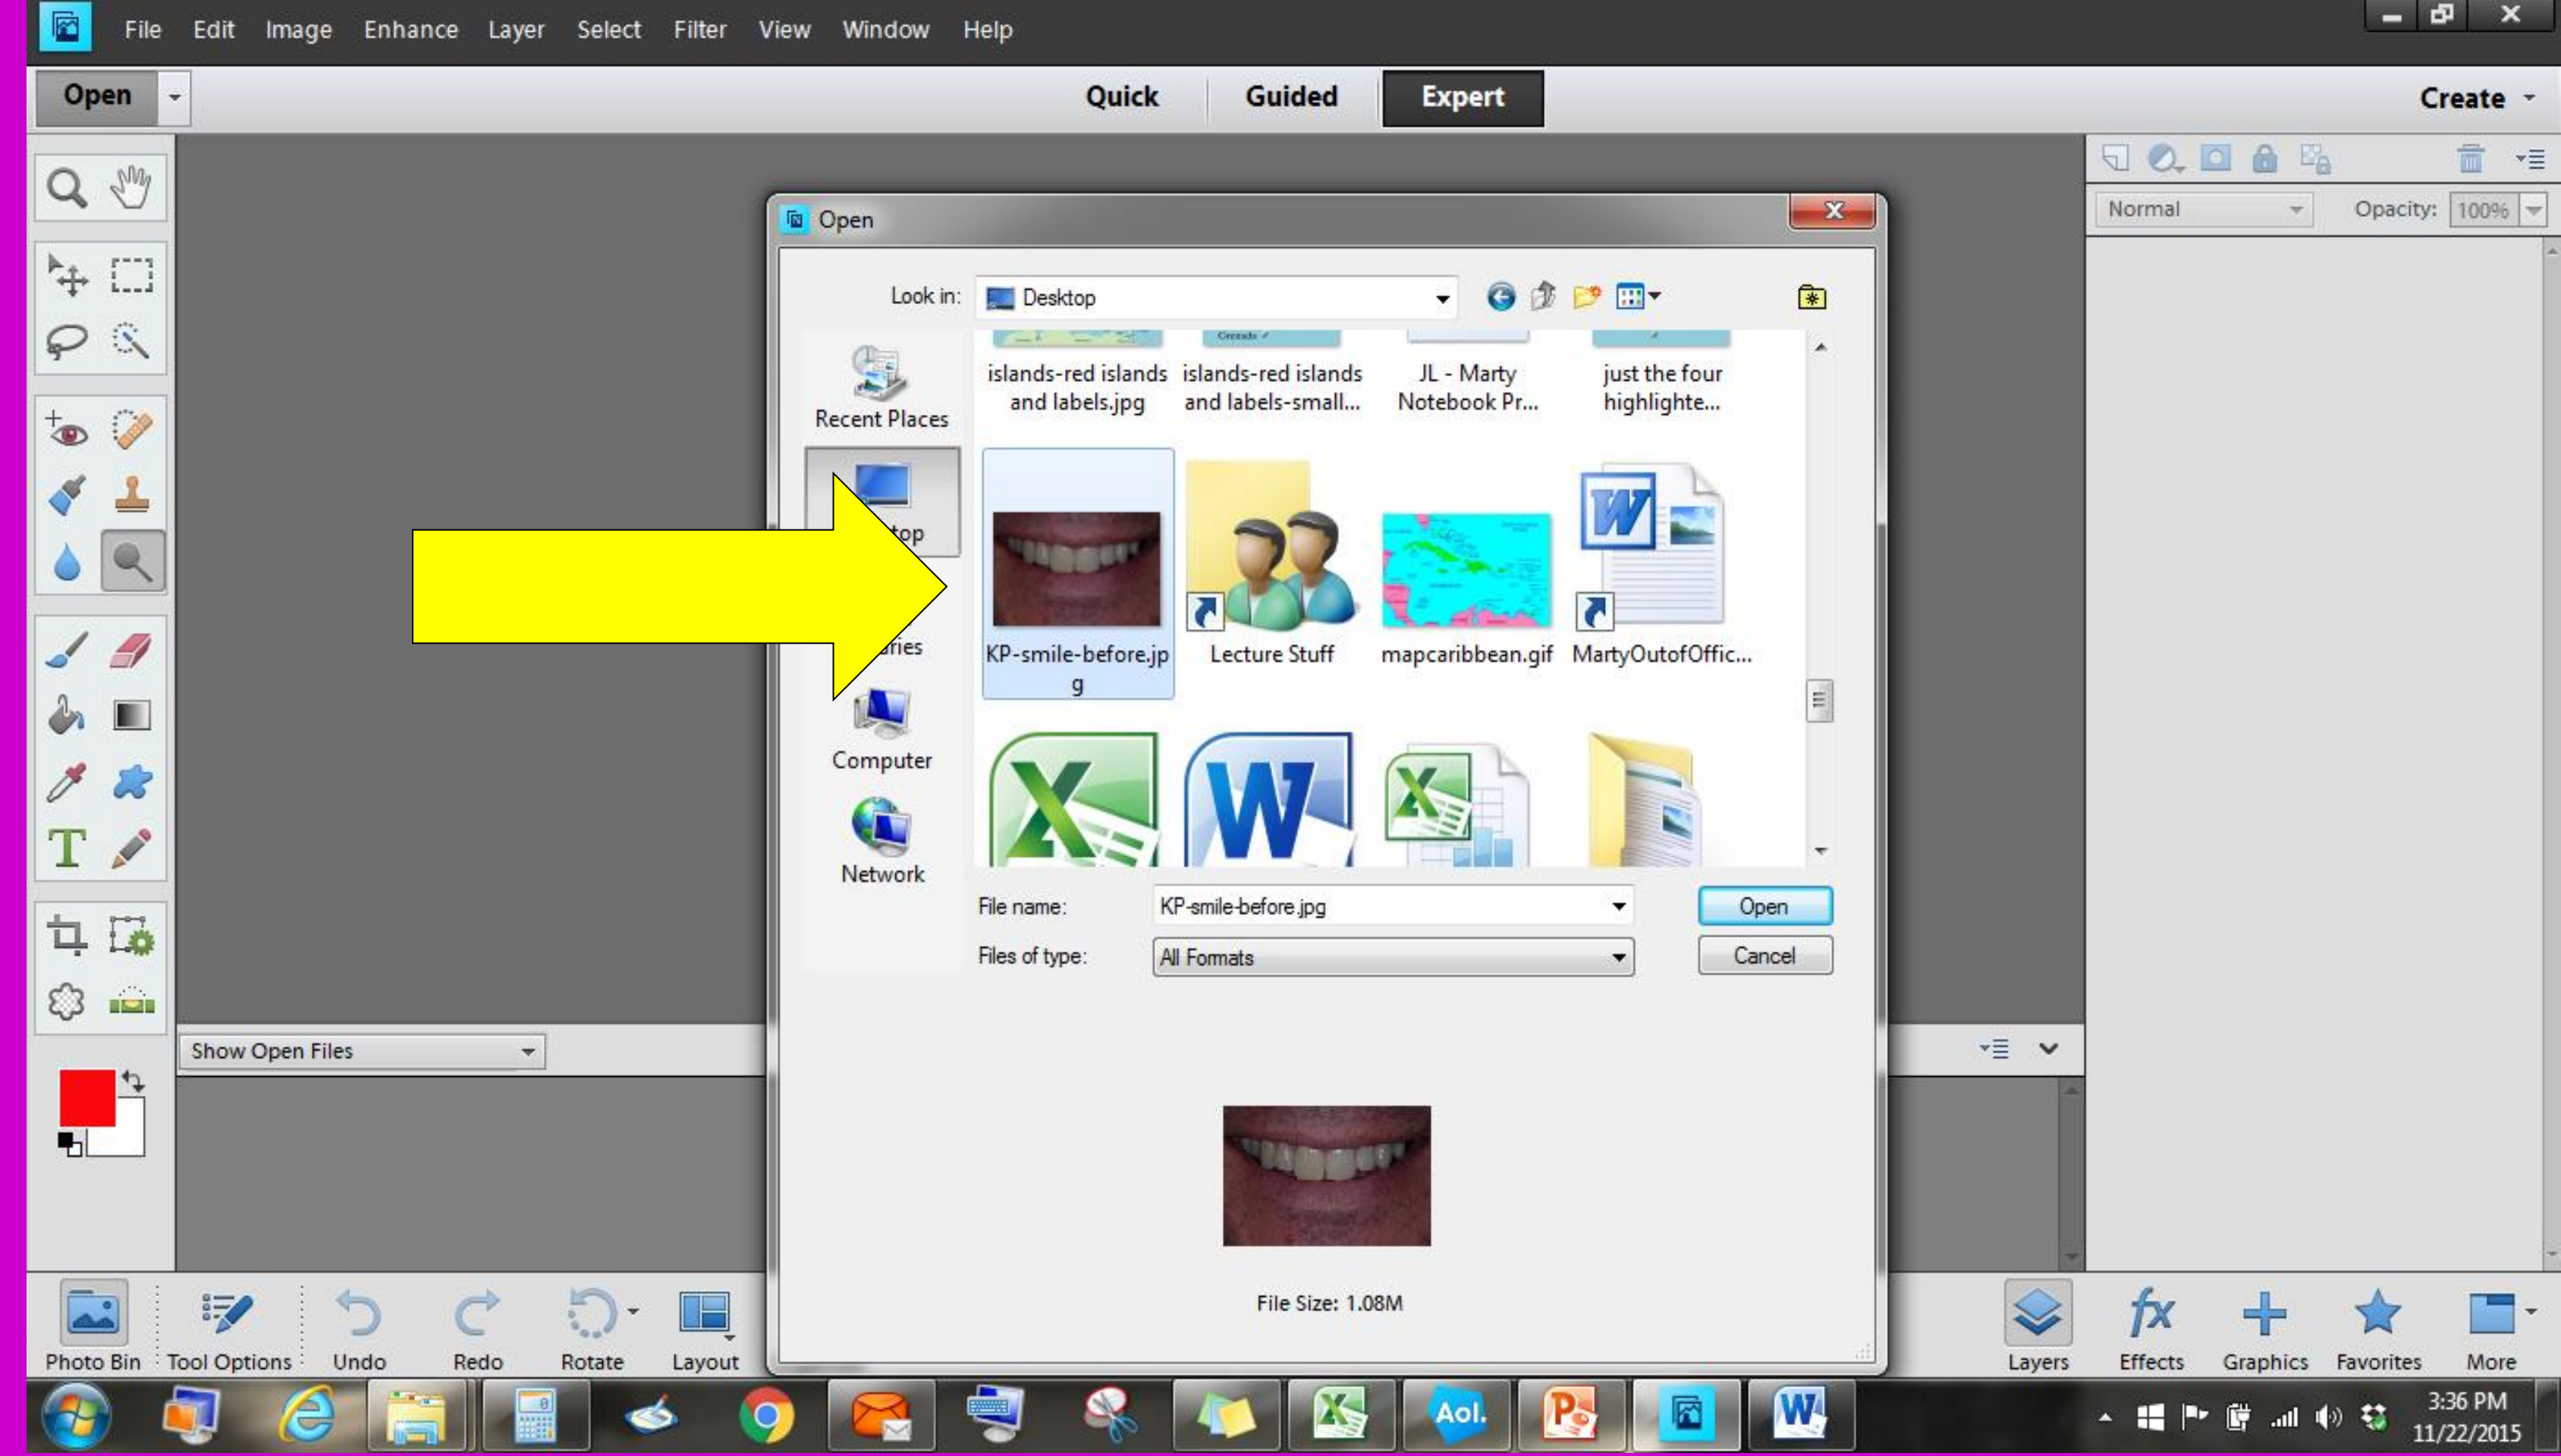 File Edit Image Enhance Layer Select Filter View Window Help
Open Quick Guided Expert Create
Normal Opacity: 100%
Open
Look in: Desktop
Recent Places
Computer
Network
islands-red islands
and labels.jpg
islands-red islands
and labels-small...
JL - Marty
Notebook Pr...
just the four
highlighte...
KP-smile-before.jp
g
Lecture Stuff
mapcaribbean.gif
MartyOutofOffic...
File name: KP-smile-before.jpg Open
Files of type: All Formats Cancel
File Size: 1.08M
Show Open Files
Photo Bin Tool Options Undo Redo Rotate Layout Layers Effects Graphics Favorites More
Aol.
3:36 PM
11/22/2015